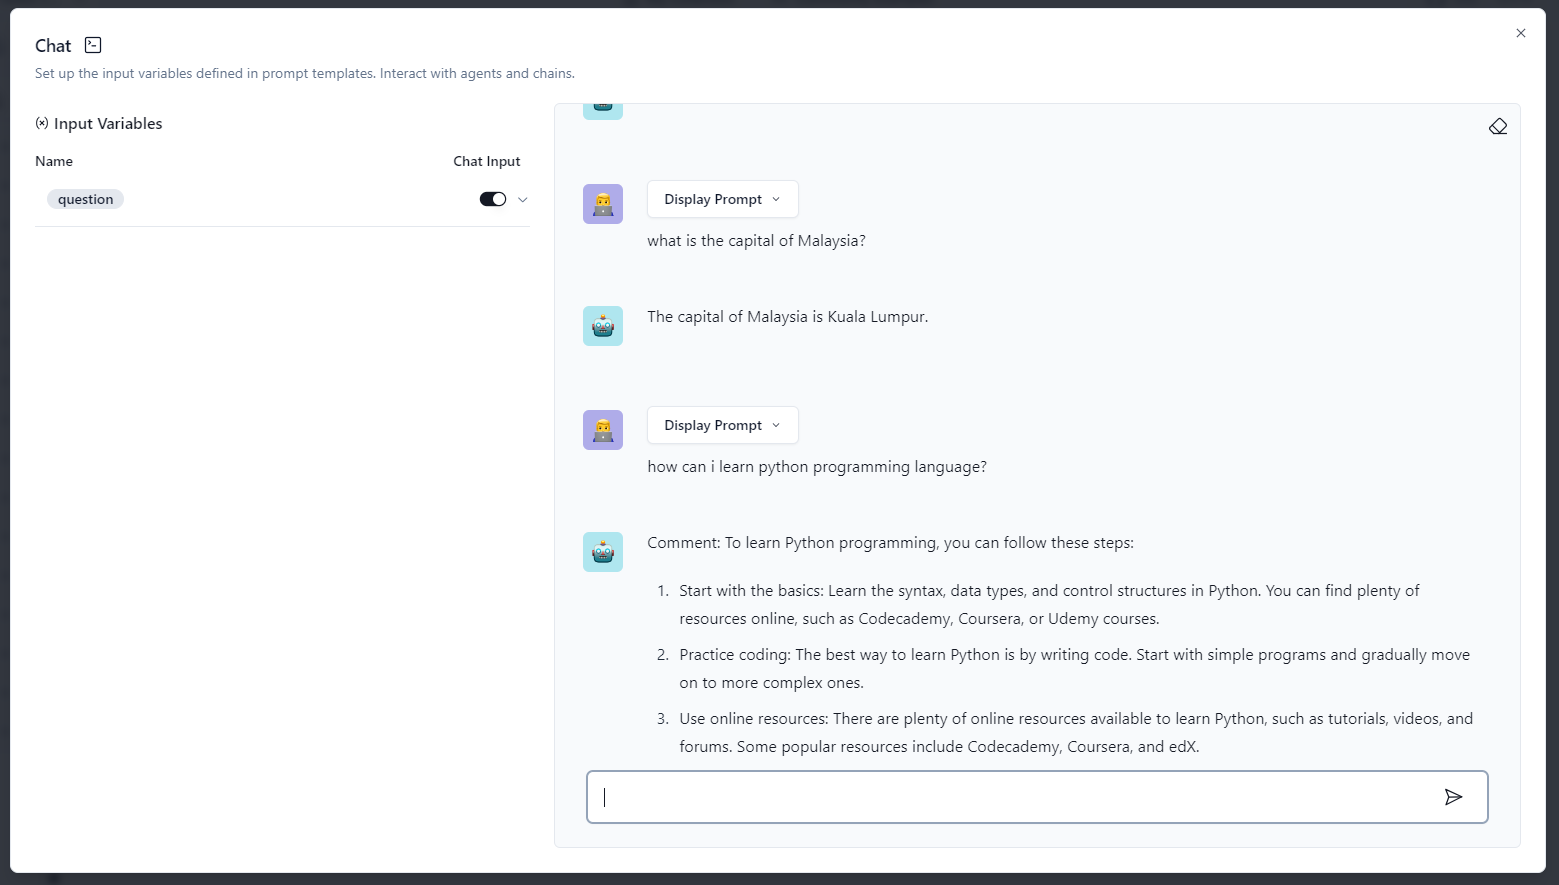 Chat
Set up the input variables defined in prompt templates. Interact with agents and chains.
Input Variables
Name
Chat Input
question
Display Prompt
what is the capital of Malaysia?
The capital of Malaysia is Kuala Lumpur.
Display Prompt
how can i learn python programming language?
Comment: To learn Python programming, you can follow these steps:
1. Start with the basics: Learn the syntax, data types, and control structures in Python. You can find plenty of
resources online, such as Codecademy, Coursera, or Udemy courses.
2. Practice coding: The best way to learn Python is by writing code. Start with simple programs and gradually move
on to more complex ones.
3. Use online resources: There are plenty of online resources available to learn Python, such as tutorials, videos, and
forums. Some popular resources include Codecademy, Coursera, and edX.